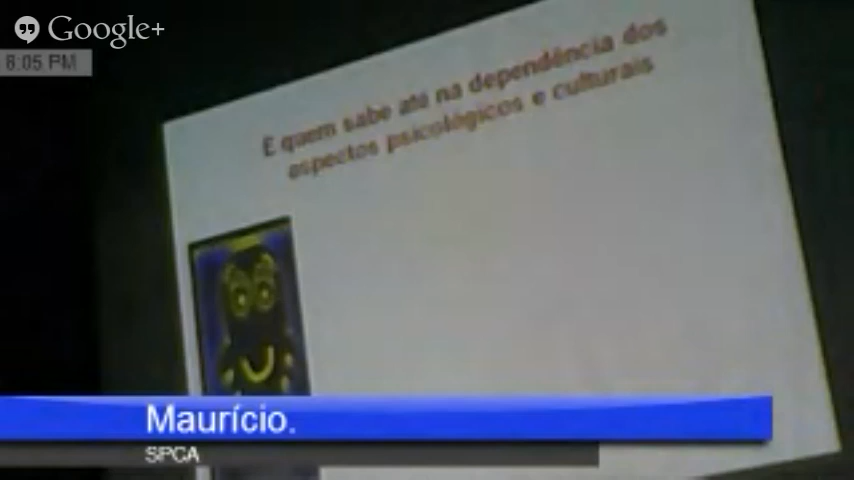 Google+
8:05 PM
E quem sabe até na dependência dos
aspectos psicológicos e culturais
Maurício.
SPCA